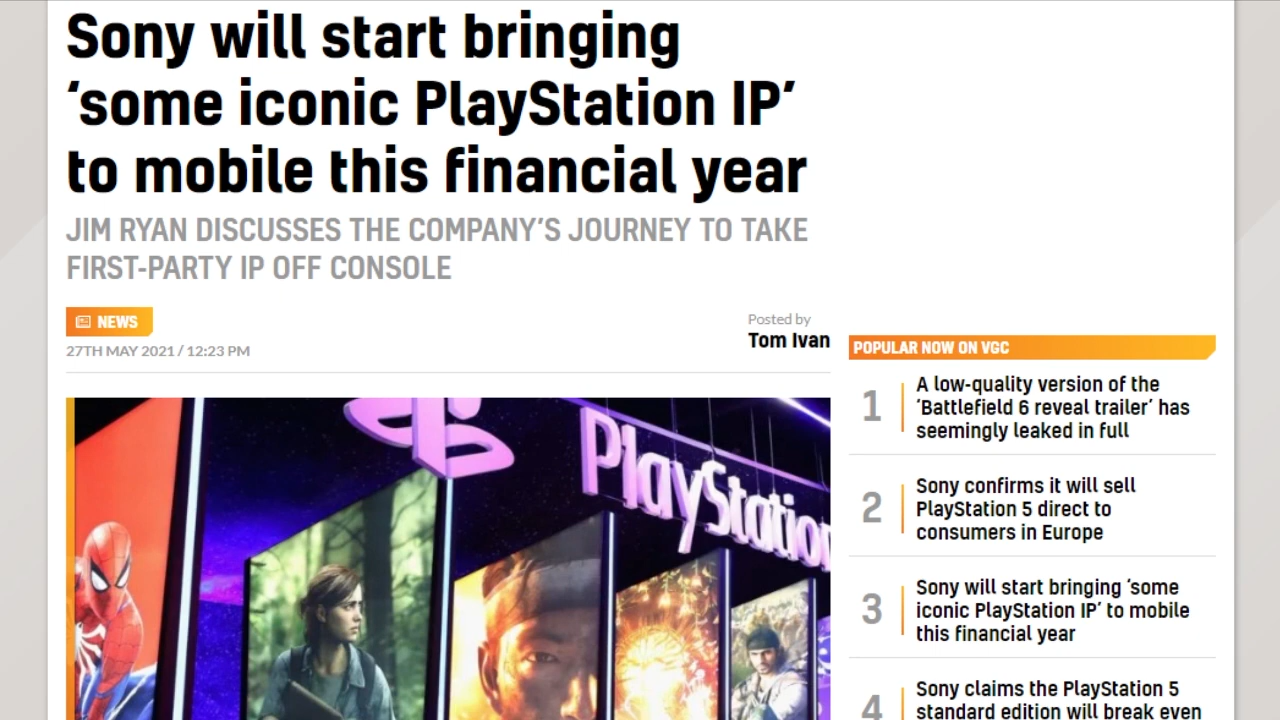 Sony will start bringing
‘some iconic PlayStation IP’
to mobile this financial year
JIM RYAN DISCUSSES THE COMPANY’S JOURNEY TO TAKE
FIRST-PARTY IP OFF CONSOLE
NEWS
27TH MAY 2021 / 12:23 PM
Posted by
Tom Ivan
PlayStation
POPULAR NOW ON VGC
1
A low-quality version of the
‘Battlefield 6 reveal trailer’ has
seemingly leaked in full
2
Sony confirms it will sell
PlayStation 5 direct to
consumers in Europe
3
Sony will start bringing ‘some
iconic PlayStation IP’ to mobile
this financial year
4
Sony claims the PlayStation 5
standard edition will break even